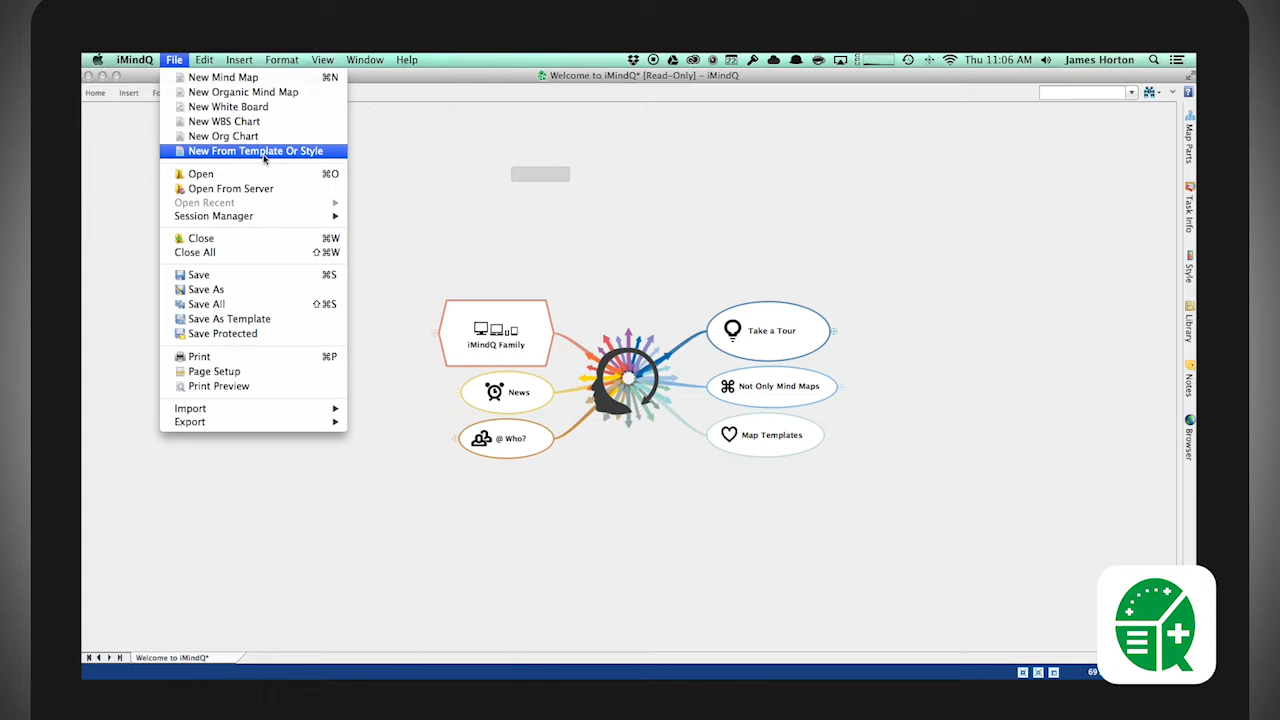 iMindQ File Edit Insert Format View Window Help
22
Thu 11:06 AM James Horton
Welcome to iMindQ* [Read-Only] – iMindQ
Home Insert
New Mind Map ⌘N
New Organic Mind Map
New White Board
New WBS Chart
New Org Chart
New From Template Or Style
Open ⌘O
Open From Server
Open Recent
Session Manager
Close ⌘W
Close All ⇧⌘W
Save ⌘S
Save As
Save All ⇧⌘S
Save As Template
Save Protected
Print ⌘P
Page Setup
Print Preview
Import
Export
iMindQ Family
News
@ Who?
Take a Tour
Not Only Mind Maps
Map Templates
Map Parts
Task Info
Style
Library
Notes
Browser
Welcome to iMindQ*